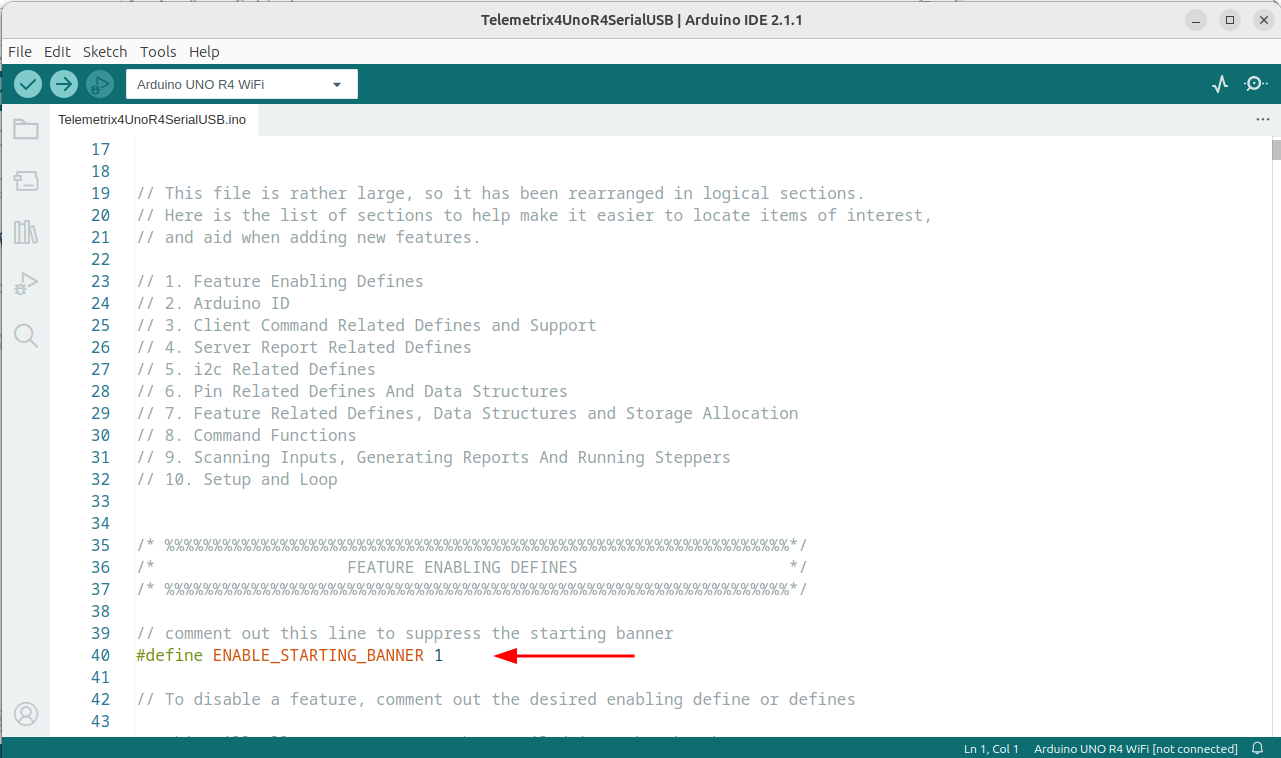 Telemetrix4UnoR4SerialUSB | Arduino IDE 2.1.1
File Edit Sketch Tools Help
Arduino UNO R4 WiFi
Telemetrix4UnoR4SerialUSB.ino
17
18
19 // This file is rather large, so it has been rearranged in logical sections.
20 // Here is the list of sections to help make it easier to locate items of interest,
21 // and aid when adding new features.
22
23 // 1. Feature Enabling Defines
24 // 2. Arduino ID
25 // 3. Client Command Related Defines and Support
26 // 4. Server Report Related Defines
27 // 5. i2c Related Defines
28 // 6. Pin Related Defines And Data Structures
29 // 7. Feature Related Defines, Data Structures and Storage Allocation
30 // 8. Command Functions
31 // 9. Scanning Inputs, Generating Reports And Running Steppers
32 // 10. Setup and Loop
33
34
35 /* %%%%%%%%%%%%%%%%%%%%%%%%%%%%%%%%%%%%%%%%%%%%%%%%%%%%%%%%%%%%%%%%%*/
36 /* FEATURE ENABLING DEFINES */
37 /* %%%%%%%%%%%%%%%%%%%%%%%%%%%%%%%%%%%%%%%%%%%%%%%%%%%%%%%%%%%%%%%%%*/
38
39 // comment out this line to suppress the starting banner
40 #define ENABLE_STARTING_BANNER 1
41
42 // To disable a feature, comment out the desired enabling define or defines
43
Ln 1, Col 1 Arduino UNO R4 WiFi [not connected]